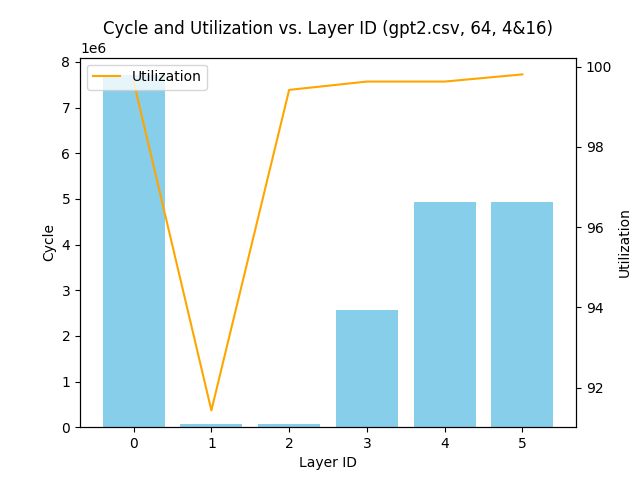 Cycle and Utilization vs. Layer ID (gpt2.csv, 64, 4&16)
1e6
Utilization
8
7
6
5
4
3
2
1
0
Cycle
100
98
96
94
92
Utilization
0 1 2 3 4 5
Layer ID